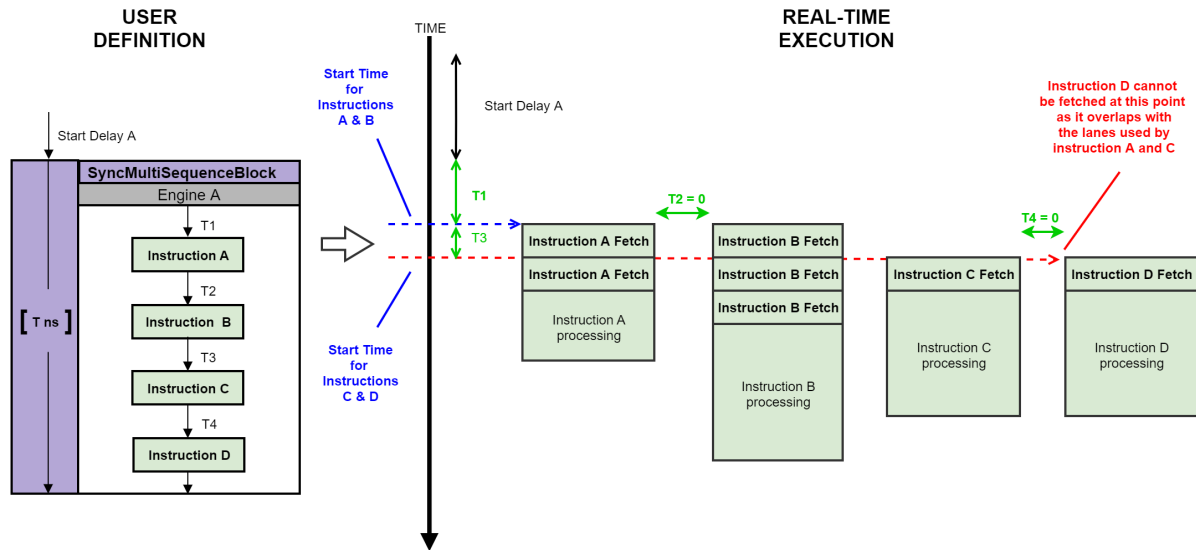 USER
DEFINITION
Start Delay A
SyncMultiSequenceBlock
Engine A
T1
Instruction A
T2
Instruction B
T3
Instruction C
T4
Instruction D
[ T ns ]
TIME
REAL-TIME
EXECUTION
Start Time
for
Instructions
A & B
Start Delay A
T1
T3
Start Time
for
Instructions
C & D
T2 = 0
T4 = 0
Instruction D cannot
be fetched at this point
as it overlaps with
the lanes used by
instruction A and C
Instruction A Fetch
Instruction A Fetch
Instruction A
processing
Instruction B Fetch
Instruction B Fetch
Instruction B Fetch
Instruction B
processing
Instruction C Fetch
Instruction C
processing
Instruction D Fetch
Instruction D
processing